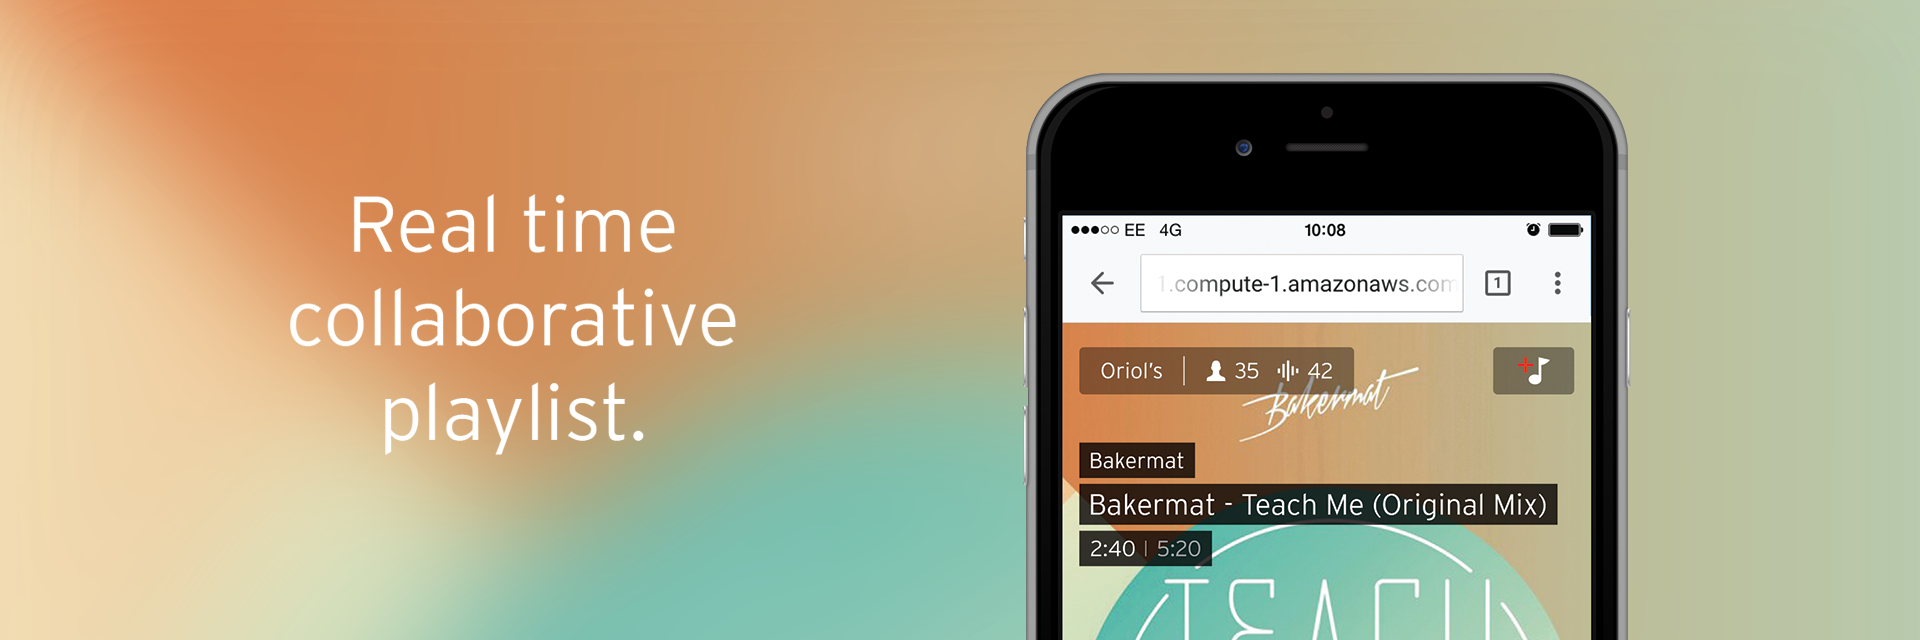 Real time
collaborative
playlist.
EE 4G 10:08
1.compute-1.amazonaws.com
1
Oriol's 35 42
Bakermat
Bakermat
Bakermat - Teach Me (Original Mix)
2:40 | 5:20
TEACH